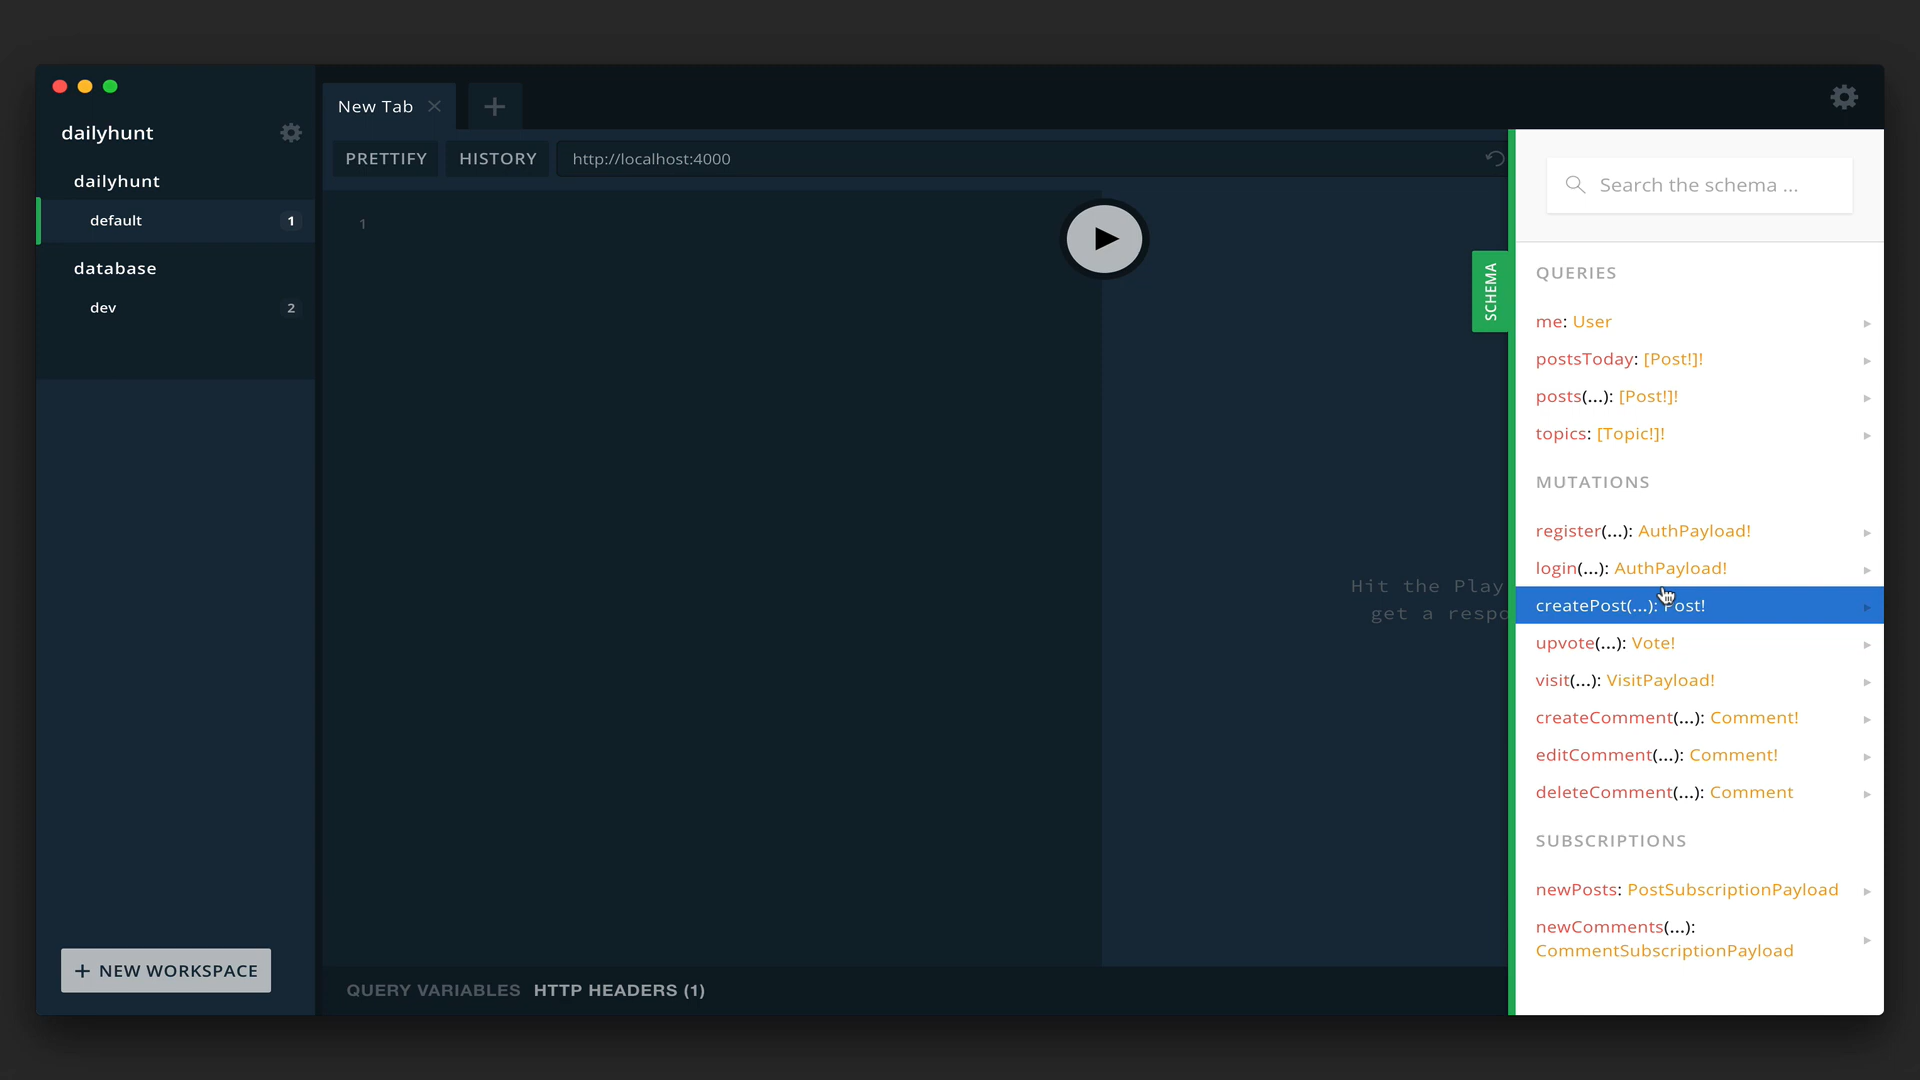 dailyhunt
dailyhunt
default 1
database
dev 2
+ NEW WORKSPACE
New Tab
PRETTIFY HISTORY http://localhost:4000
1
Hit the Play
get a respo
QUERY VARIABLES HTTP HEADERS (1)
SCHEMA
Search the schema ...
QUERIES
me: User
postsToday: [Post!]!
posts(...): [Post!]!
topics: [Topic!]!
MUTATIONS
register(...): AuthPayload!
login(...): AuthPayload!
createPost(...): Post!
upvote(...): Vote!
visit(...): VisitPayload!
createComment(...): Comment!
editComment(...): Comment!
deleteComment(...): Comment
SUBSCRIPTIONS
newPosts: PostSubscriptionPayload
newComments(...):
CommentSubscriptionPayload